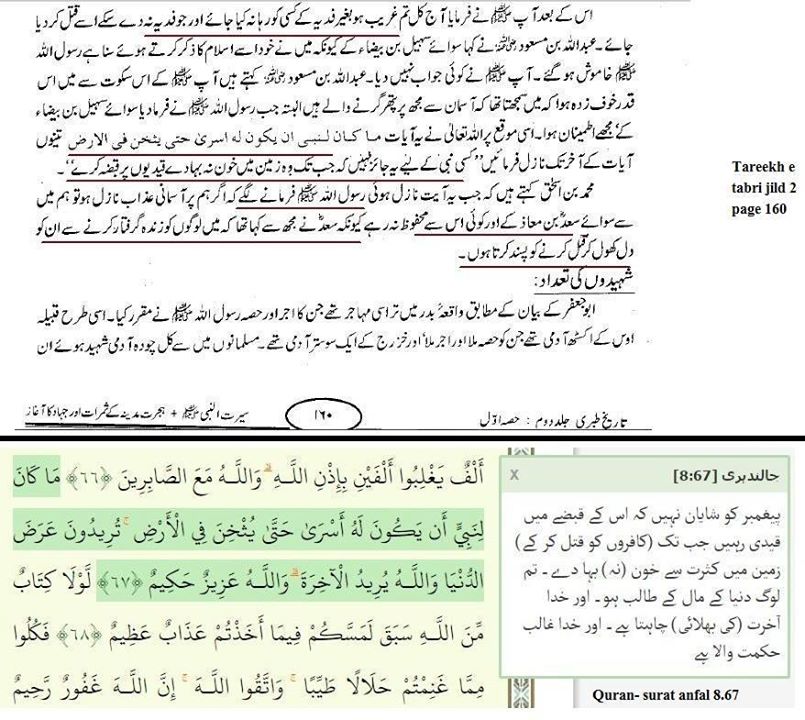 اس کے بعد آپ ﷺ نے فرمایا آج کل تم غریب ہو بغیر فدیہ کے کسی کو رہا نہ کیا جائے اور جو فدیہ نہ دے سکے اسے قتل کر دیا
جائے۔ عبداللہ بن مسعود رضی اللہ عنہ نے کہا سوائے سہیل بن بیضاء کے کیونکہ میں نے خود اسے اسلام کا ذکر کرتے ہوئے سنا ہے رسول اللہ
ﷺ خاموش ہو گئے۔ آپ ﷺ نے کوئی جواب نہیں دیا۔ عبداللہ بن مسعود رضی اللہ عنہ کہتے ہیں آپ ﷺ کے اس سکوت سے میں اس
قدر خوف زدہ ہوا کہ میں سمجھتا تھا کہ آسمان سے مجھ پر پتھر گرنے والے ہیں البتہ جب رسول اللہ ﷺ نے فرما دیا سوائے سہیل بن بیضاء
کے' مجھے اطمینان ہوا۔ اسی موقع پر اللہ تعالیٰ نے یہ آیات ما کان لنبی ان یکون له اسریٰ حتی یثخن فی الارض تینوں
آیات کے آخر تک نازل فرمائیں ''کسی نبی کے لیے یہ جائز نہیں کہ جب تک وہ زمین میں خون نہ بہا دے قیدیوں پر قبضہ کرے''۔
محمد بن اسحٰق کہتے ہیں کہ جب یہ آیت نازل ہوئی رسول اللہ ﷺ فرمانے لگے کہ اگر ہم پر آسمانی عذاب نازل ہو تو ہم میں
سے سوائے سعد بن معاذ کے اور کوئی اس سے محفوظ نہ رہے کیونکہ سعد نے مجھ سے کہا تھا کہ میں لوگوں کو زندہ گرفتار کرنے سے ان کو
دل کھول کر قتل کرنے کو پسند کرتا ہوں۔
شہیدوں کی تعداد:
ابو جعفر کے بیان کے مطابق واقعۂ بدر میں تراسی مہاجر تھے جن کا اجر اور حصہ رسول اللہ ﷺ نے مقرر کیا۔ اسی طرح قبیلہ
اوس کے اکسٹھ آدمی تھے جن کو حصہ ملا اور اجر ملا' اور خزرج کے ایک سو ستر آدمی تھے۔ مسلمانوں میں سے کل چودہ آدمی شہید ہوئے ان
Tareekh e
tabri jild 2
page 160
تاریخ طبری جلد دوم : حصہ اوّل
۱۶۰
سیرت النبی ﷺ + ہجرت مدینہ کے ثمرات اور جہاد کا آغاز
أَلْفٌ يَغْلِبُوا أَلْفَيْنِ بِإِذْنِ اللَّـهِ ۗ وَاللَّـهُ مَعَ الصَّابِرِينَ ﴿٦٦﴾ مَا كَانَ
لِنَبِيٍّ أَن يَكُونَ لَهُ أَسْرَىٰ حَتَّىٰ يُثْخِنَ فِي الْأَرْضِ ۚ تُرِيدُونَ عَرَضَ
الدُّنْيَا وَاللَّـهُ يُرِيدُ الْآخِرَةَ ۗ وَاللَّـهُ عَزِيزٌ حَكِيمٌ ﴿٦٧﴾ لَّوْلَا كِتَابٌ
مِّنَ اللَّـهِ سَبَقَ لَمَسَّكُمْ فِيمَا أَخَذْتُمْ عَذَابٌ عَظِيمٌ ﴿٦٨﴾ فَكُلُوا
مِمَّا غَنِمْتُمْ حَلَالًا طَيِّبًا ۚ وَاتَّقُوا اللَّـهَ ۚ إِنَّ اللَّـهَ غَفُورٌ رَّحِيمٌ
جالندہری [8:67] X
پیغمبر کو شایان نہیں کہ اس کے قبضے میں
قیدی رہیں جب تک (کافروں کو قتل کر کے)
زمین میں کثرت سے خون (نہ) بہا دے۔ تم
لوگ دنیا کے مال کے طالب ہو۔ اور خدا
آخرت (کی بھلائی) چاہتا ہے۔ اور خدا غالب
حکمت والا ہے
Quran- surat anfal 8.67